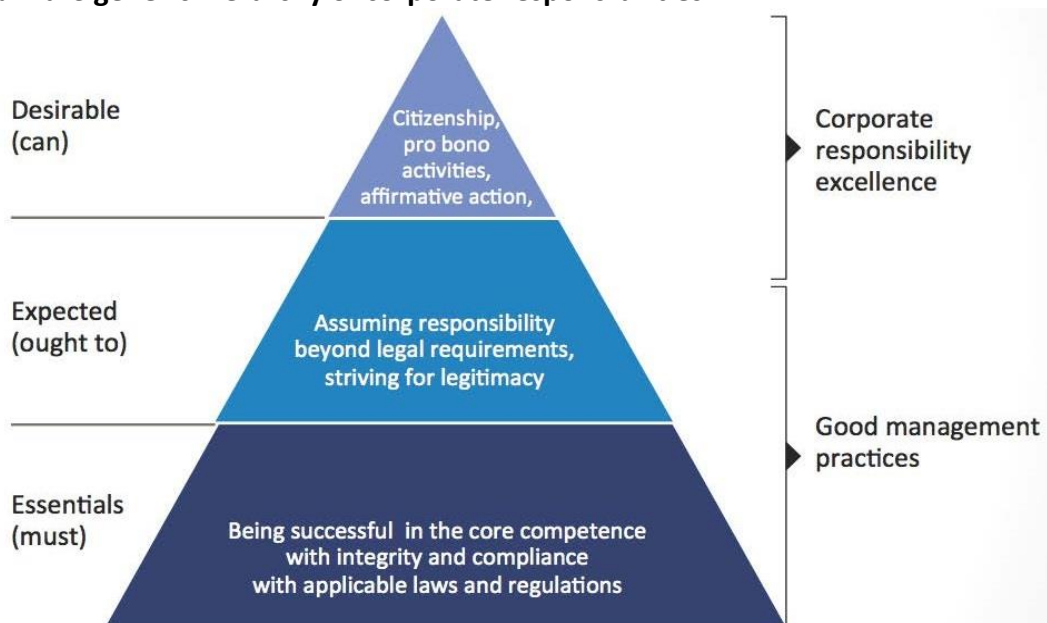 Desirable
(can)
Citizenship,
pro bono
activities,
affirmative action,
Corporate
responsibility
excellence
Expected
(ought to)
Assuming responsibility
beyond legal requirements,
striving for legitimacy
Good management
practices
Essentials
(must)
Being successful in the core competence
with integrity and compliance
with applicable laws and regulations